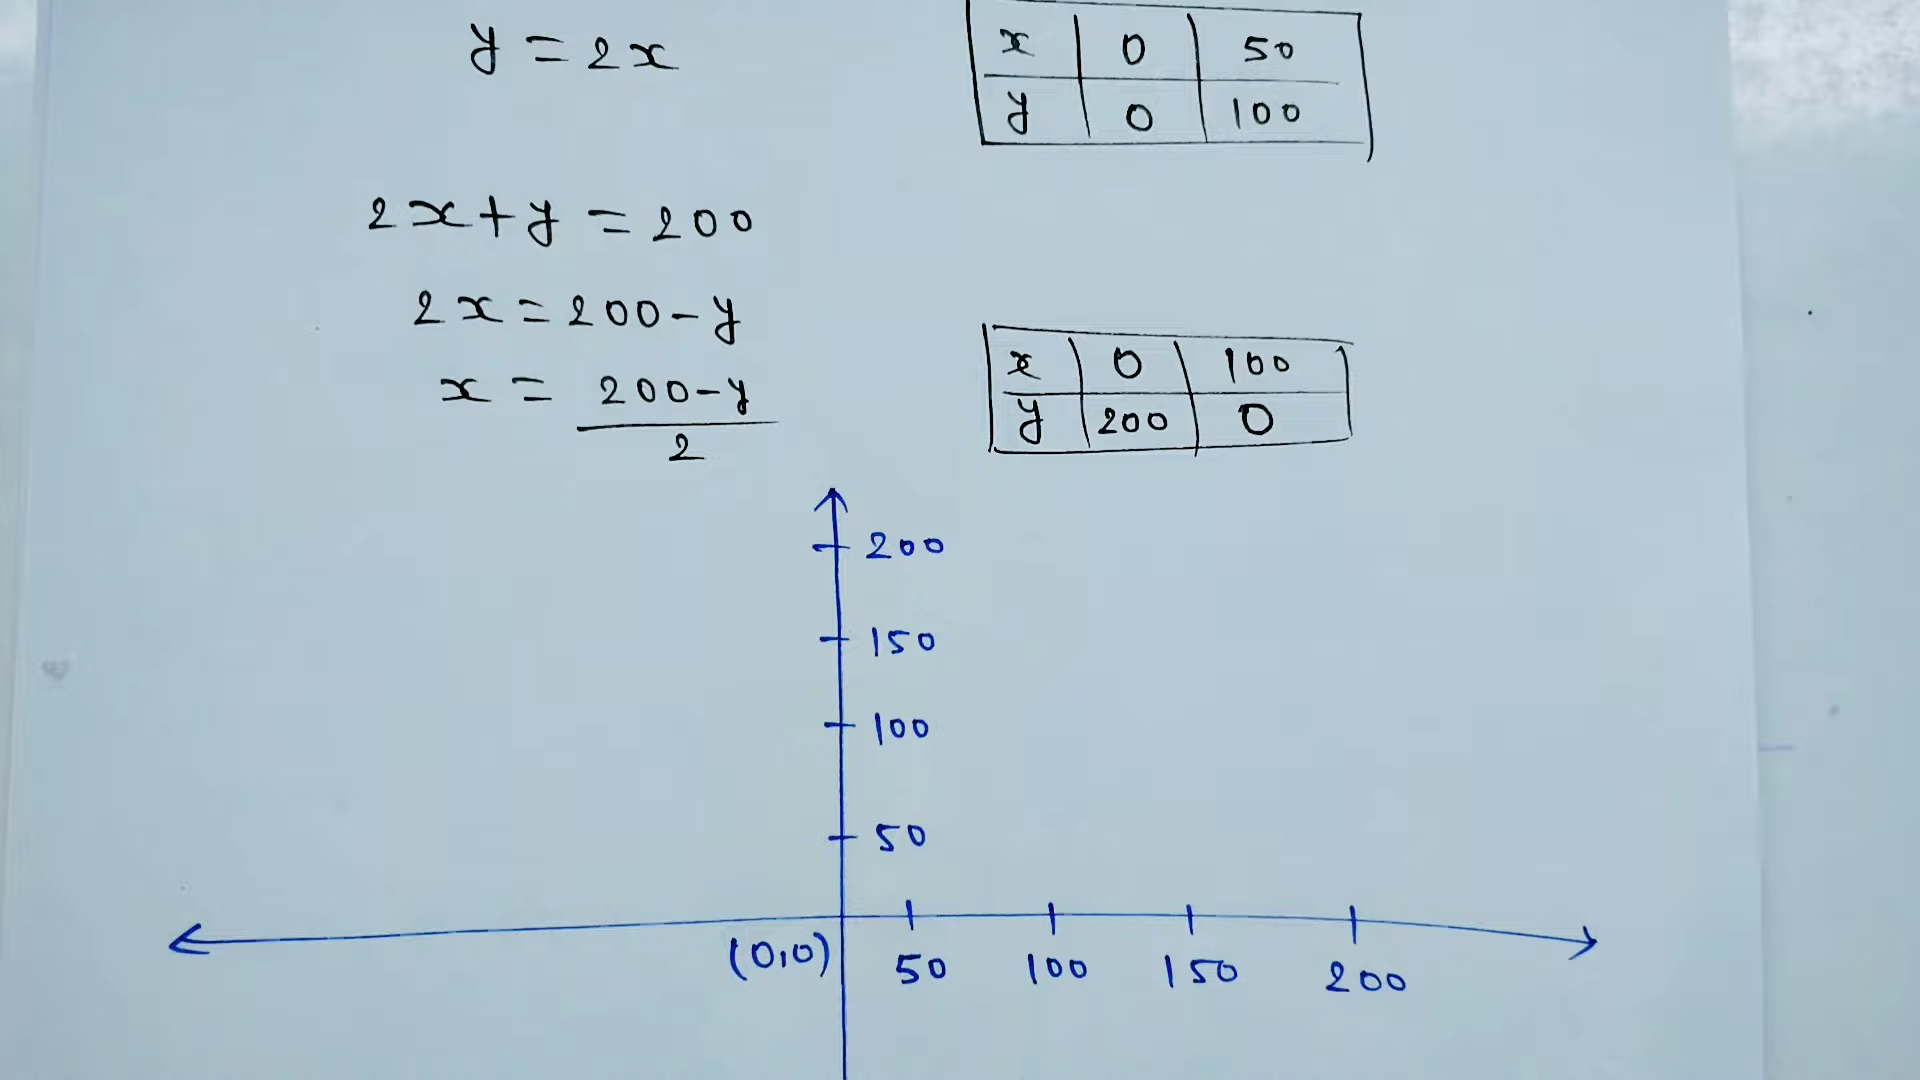 y = 2x
x 0 50
y 0 100
2x + y = 200
2x = 200 - y
x = 200 - y
2
x 0 100
y 200 0
200
150
100
50
(0,0) 50 100 150 200